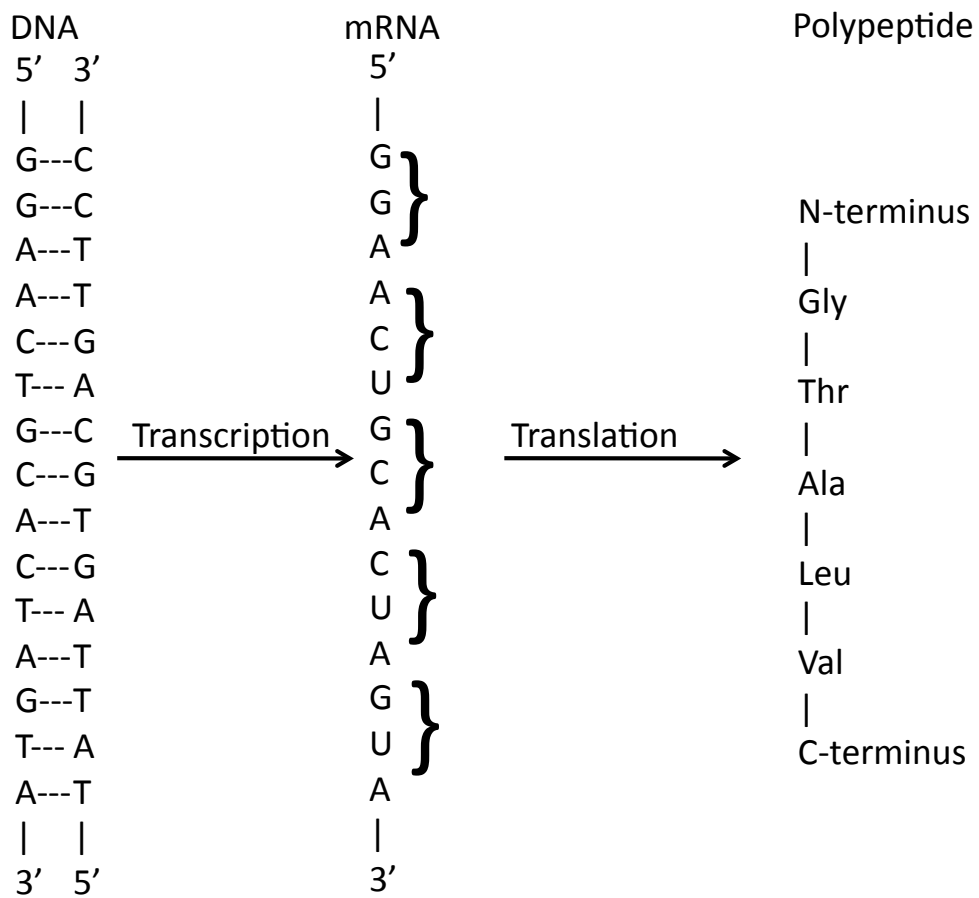 DNA
5’ 3’
| |
G---C
G---C
A---T
A---T
C---G
T--- A
G---C
C---G
A---T
C---G
T--- A
A---T
G---T
T--- A
A---T
| |
3’ 5’
Transcription
mRNA
5’
|
G
G
A
A
C
U
G
C
A
C
U
A
G
U
A
|
3’
Translation
Polypeptide
N-terminus
|
Gly
|
Thr
|
Ala
|
Leu
|
Val
|
C-terminus